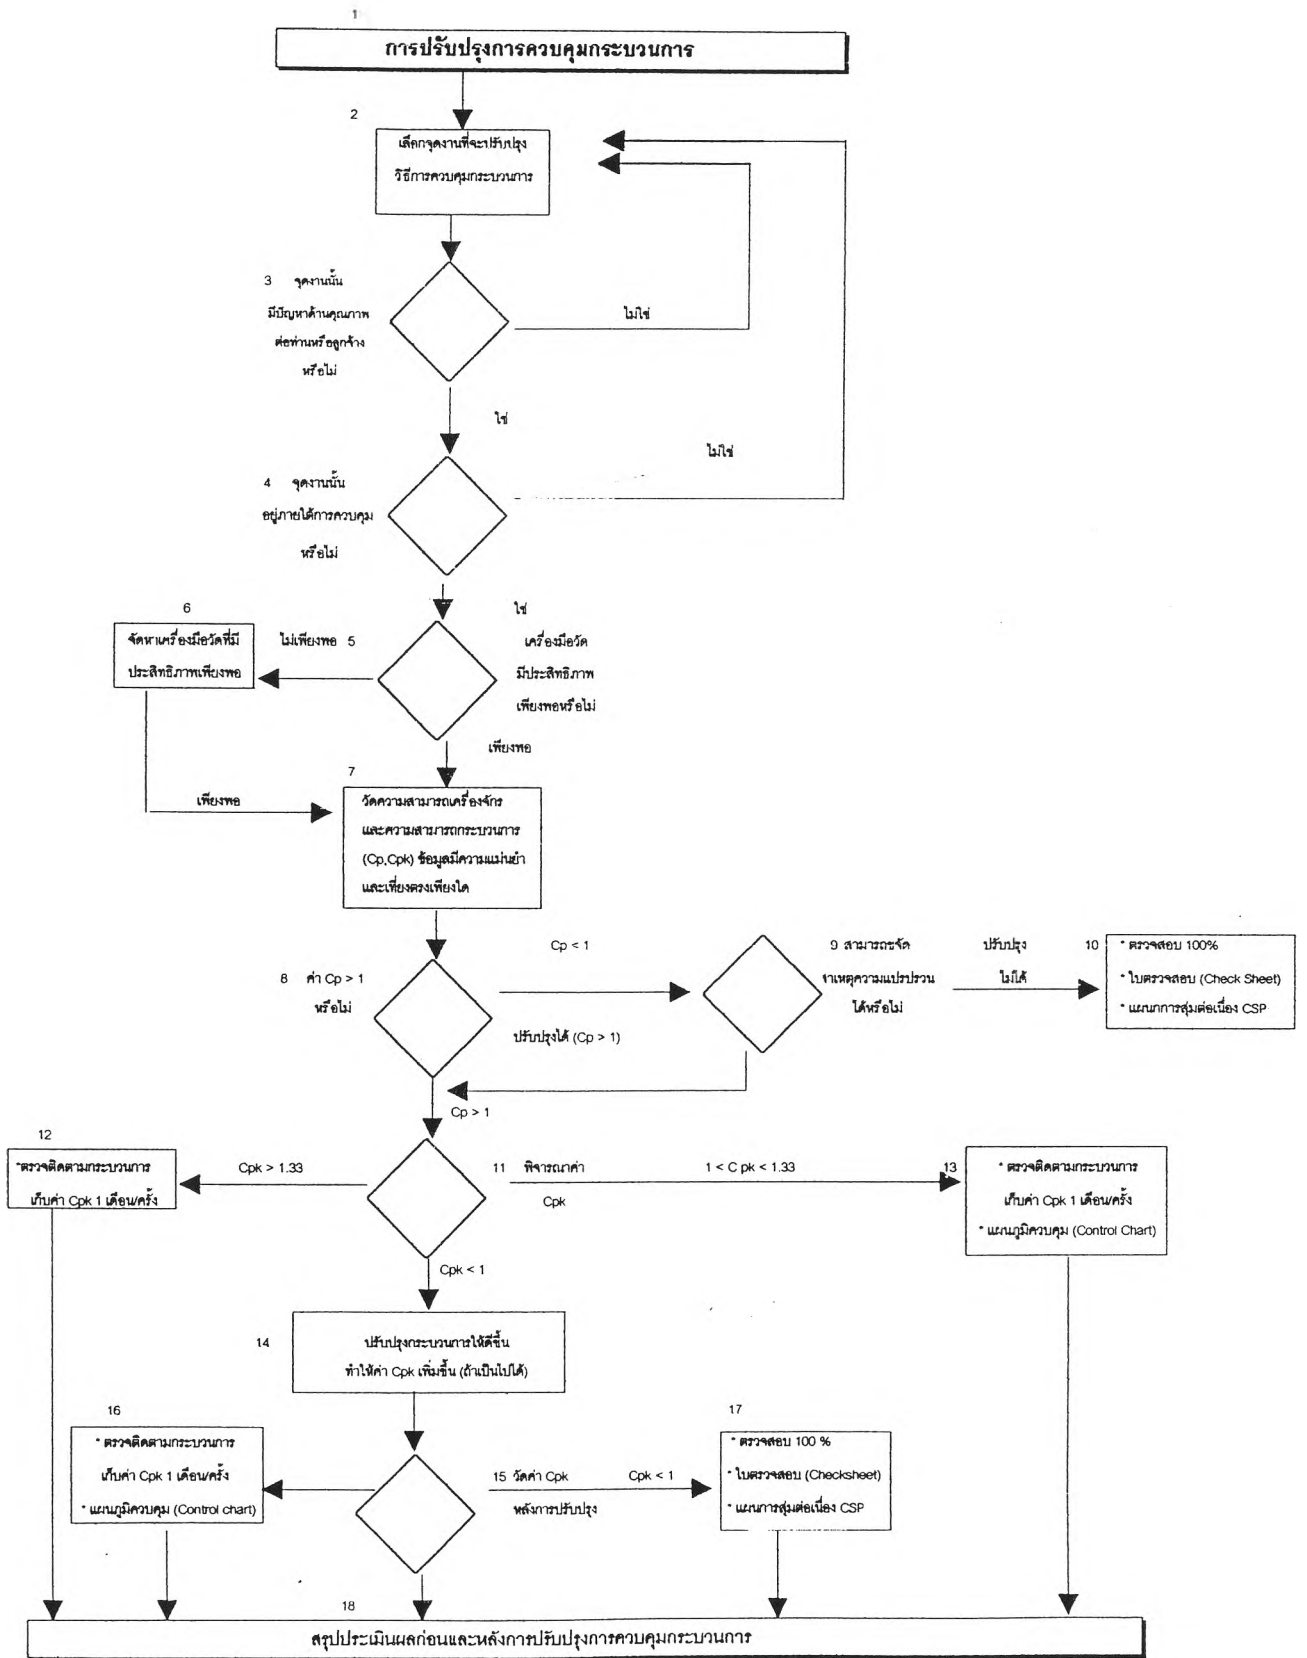 1
การปรับปรุงการควบคุมกระบวนการ
2
เลือกจุดงานที่จะปรับปรุง
วิธีการควบคุมกระบวนการ
3 จุดงานนั้น
มีปัญหาด้านคุณภาพ
ต่อท่านหรือลูกจ้าง
หรือไม่
ไม่ใช่
ใช่
ไม่ใช่
4 จุดงานนั้น
อยู่ภายใต้การควบคุม
หรือไม่
ใช่
6
จัดหาเครื่องมือวัดที่มี
ประสิทธิภาพเพียงพอ
ไม่เพียงพอ 5
เครื่องมือวัด
มีประสิทธิภาพ
เพียงพอหรือไม่
เพียงพอ
7
เพียงพอ
วัดความสามารถเครื่องจักร
และความสามารถกระบวนการ
(Cp,Cpk) ข้อมูลมีความแม่นยำ
และเที่ยงตรงเพียงใด
8 ค่า Cp > 1
หรือไม่
Cp < 1
ปรับปรุงได้ (Cp > 1)
9 สามารถขจัด
าเหตุความแปรปรวน
ได้หรือไม่
ปรับปรุง
ไม่ได้
10
* ตรวจสอบ 100%
* ใบตรวจสอบ (Check Sheet)
* แผนกการสุ่มต่อเนื่อง CSP
Cp > 1
12
*ตรวจติดตามกระบวนการ
เก็บค่า Cpk 1 เดือน/ครั้ง
Cpk > 1.33
11 พิจารณาค่า
Cpk
1 < C pk < 1.33
13
* ตรวจติดตามกระบวนการ
เก็บค่า Cpk 1 เดือน/ครั้ง
* แผนภูมิควบคุม (Control Chart)
Cpk < 1
14
ปรับปรุงกระบวนการให้ดีขึ้น
ทำให้ค่า Cpk เพิ่มขึ้น (ถ้าเป็นไปได้)
16
* ตรวจติดตามกระบวนการ
เก็บค่า Cpk 1 เดือน/ครั้ง
* แผนภูมิควบคุม (Control chart)
15 วัดค่า Cpk
หลังการปรับปรุง
Cpk < 1
17
* ตรวจสอบ 100 %
* ใบตรวจสอบ (Checksheet)
* แผนการสุ่มต่อเนื่อง CSP
18
สรุปประเมินผลก่อนและหลังการปรับปรุงการควบคุมกระบวนการ